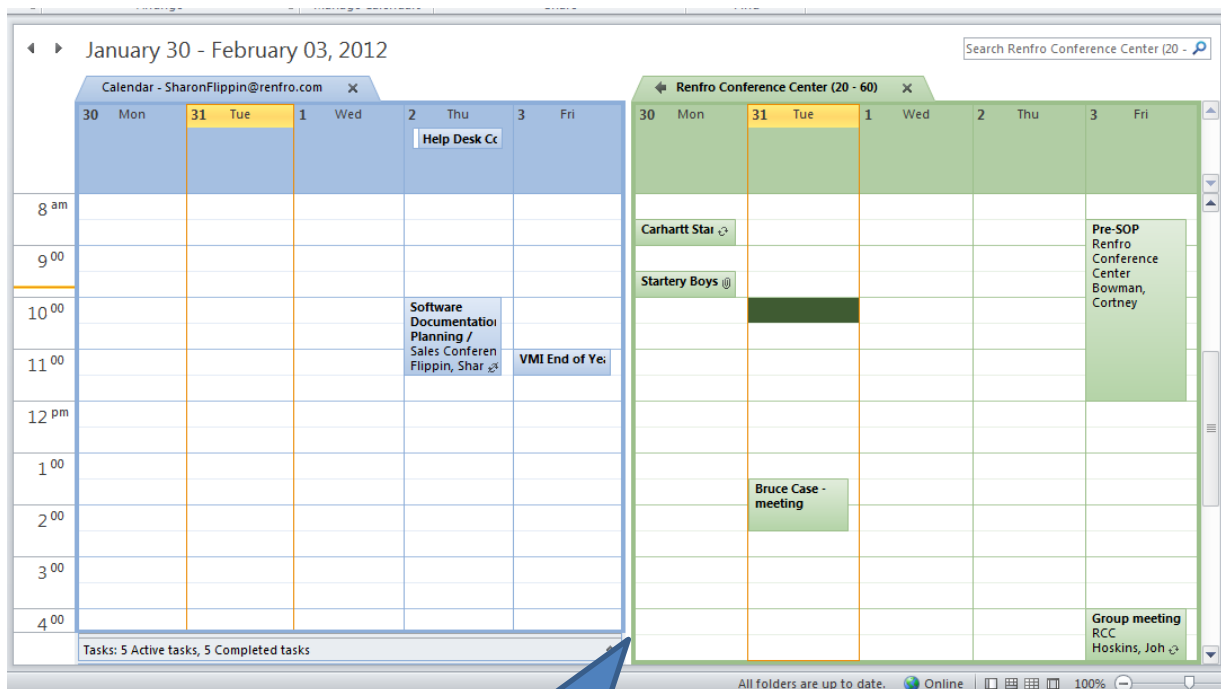 January 30 - February 03, 2012
Search Renfro Conference Center (20 -
Calendar - SharonFlippin@renfro.com
30 Mon
31 Tue
1 Wed
2 Thu
3 Fri
Help Desk Cc
8 am
9 00
10 00
11 00
12 pm
1 00
2 00
3 00
4 00
Software
Documentation
Planning /
Sales Conferen
Flippin, Shar
VMI End of Yea
Tasks: 5 Active tasks, 5 Completed tasks
Renfro Conference Center (20 - 60)
30 Mon
31 Tue
1 Wed
2 Thu
3 Fri
Carhartt Star
Startery Boys
Bruce Case -
meeting
Pre-SOP
Renfro
Conference
Center
Bowman,
Cortney
Group meeting
RCC
Hoskins, Joh
All folders are up to date.
Online
100%